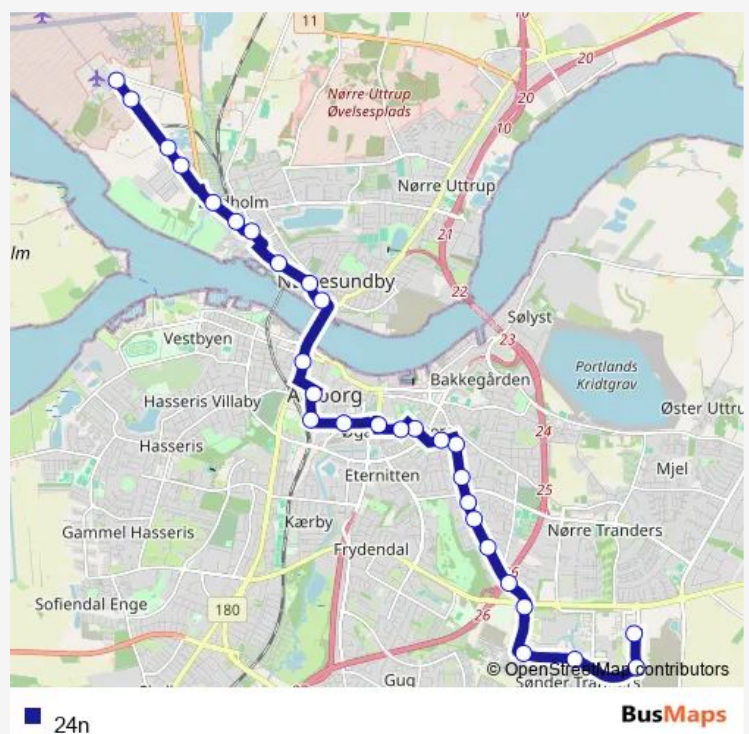 11
10
20
20
Nørre Uttrup
Øvelsesplads
10
Nørre Uttrup
21
lm
22
Sølyst
Vestbyen
23
Portlands
Kridtgrav
Bakkegården
Hasseris Villaby
Øster Uttru
24
Hasseris
Eternitten
Mjel
25
Kærby
Nørre Tranders
Gammel Hasseris
Frydendal
Sofiendal Enge
180
26
Gug
© OpenStreetMap contributors
24n
BusMaps